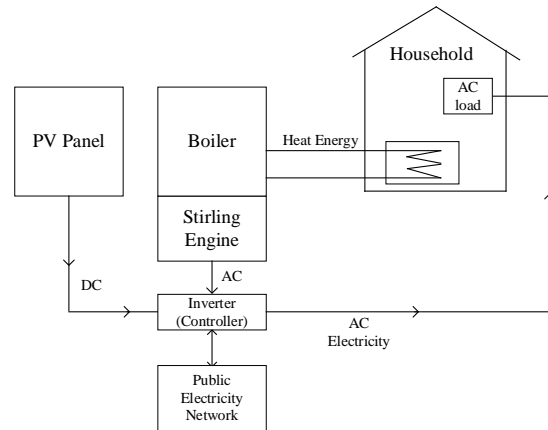 Household
AC
load
PV Panel
Boiler
Heat Energy
Stirling
Engine
DC
AC
Inverter
(Controller)
AC
Electricity
Public
Electricity
Network